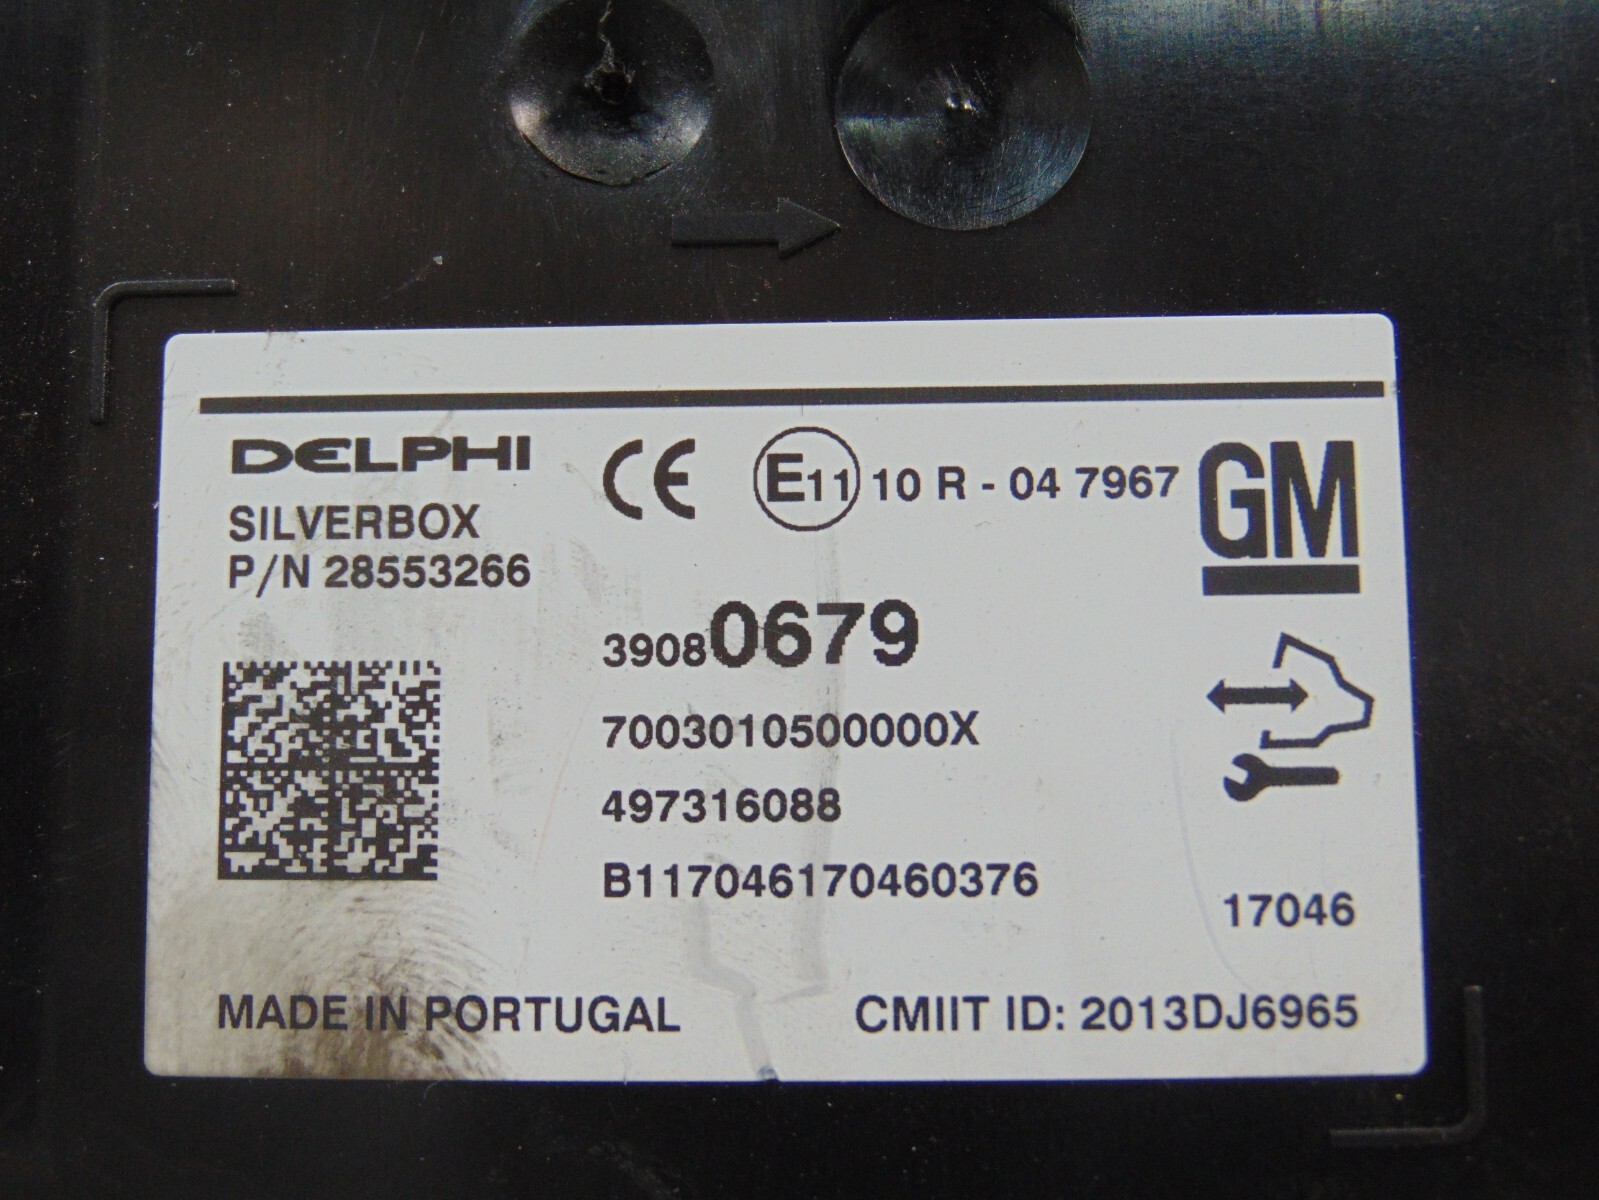 DELPHI
SILVERBOX
P/N 28553266
CE
E11 10 R - 04 7967
GM
39080679
7003010500000X
497316088
B117046170460376
17046
MADE IN PORTUGAL
CMIIT ID: 2013DJ6965